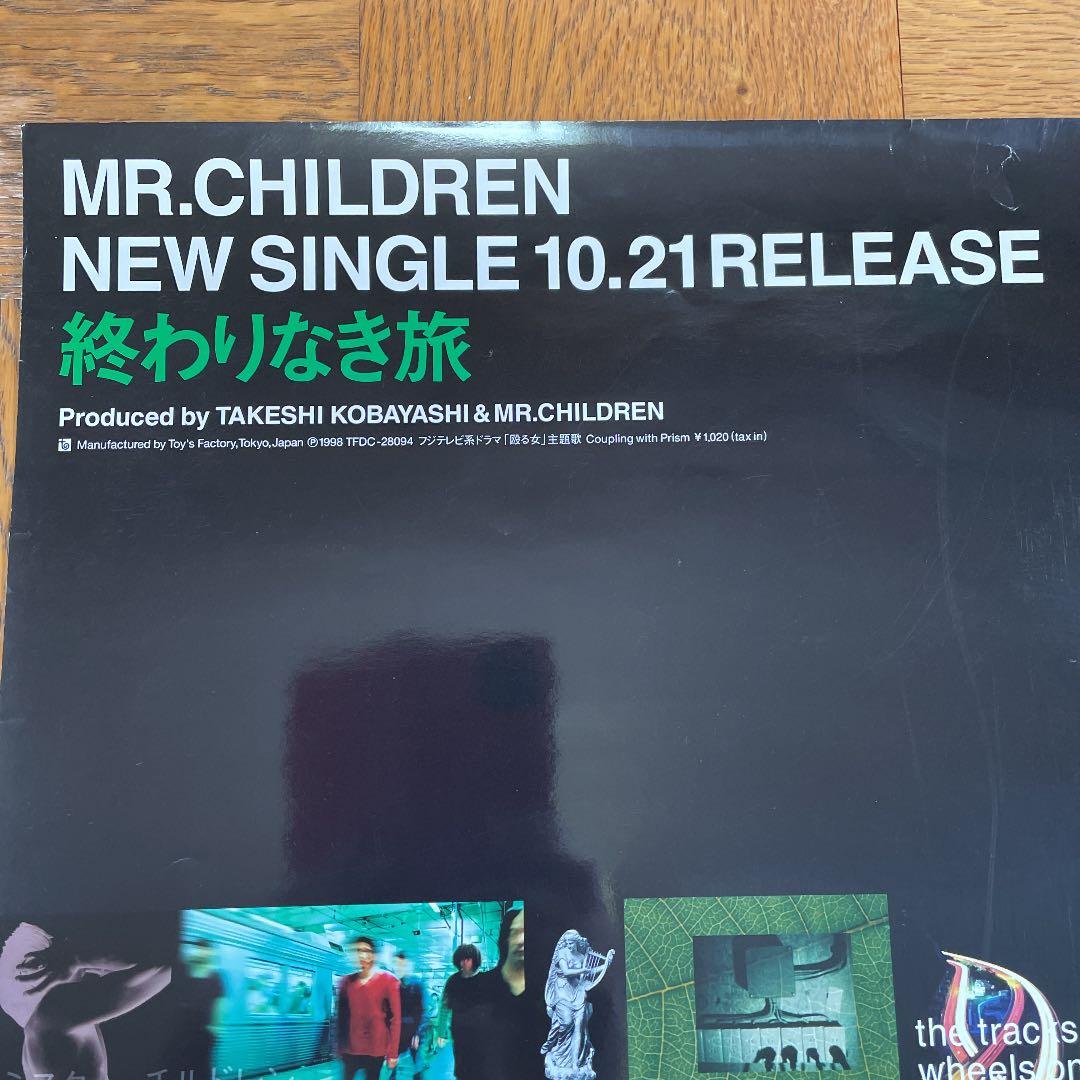 MR.CHILDREN
NEW SINGLE 10.21 RELEASE
終わりなき旅
Produced by TAKESHI KOBAYASHI & MR.CHILDREN
Manufactured by Toy's Factory,Tokyo,Japan ℗1998 TFDC-28094 フジテレビ系ドラマ「殴る女」主題歌 Coupling with Prism ¥1,020(tax in)
the tracks
wheels on